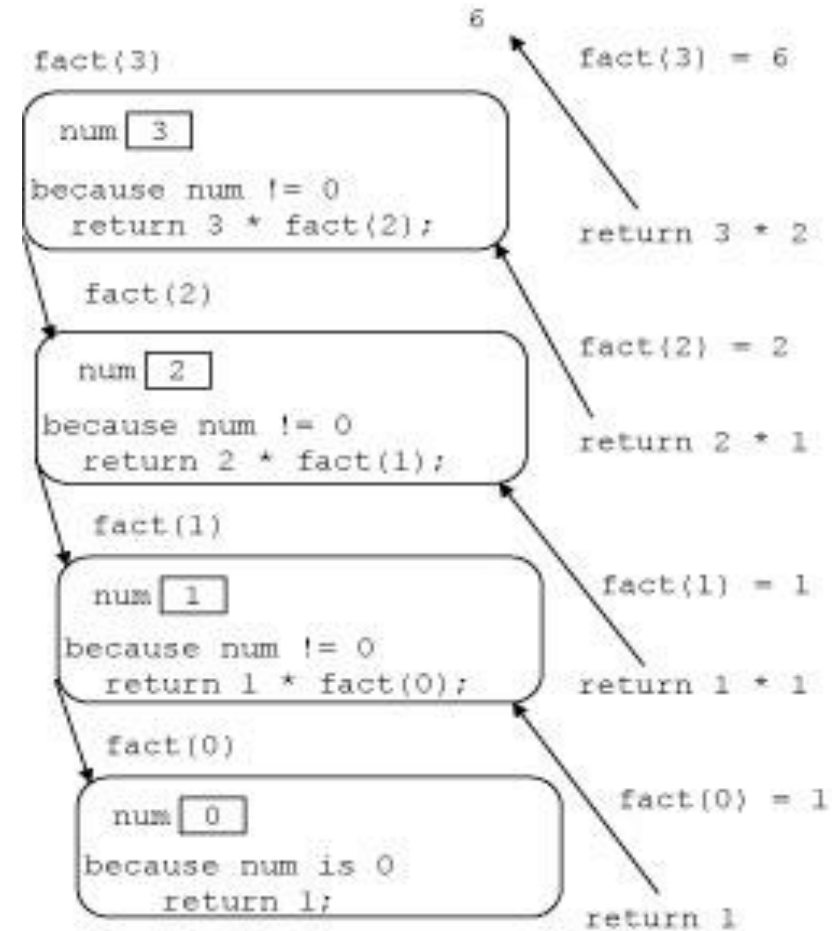 6
fact(3) = 6
fact(3)
num 3
because num != 0
return 3 * fact(2);
return 3 * 2
fact(2)
fact(2) = 2
num 2
because num != 0
return 2 * fact(1);
return 2 * 1
fact(1)
fact(1) = 1
num 1
because num != 0
return 1 * fact(0);
return 1 * 1
fact(0)
fact(0) = 1
num 0
because num is 0
return 1;
return 1